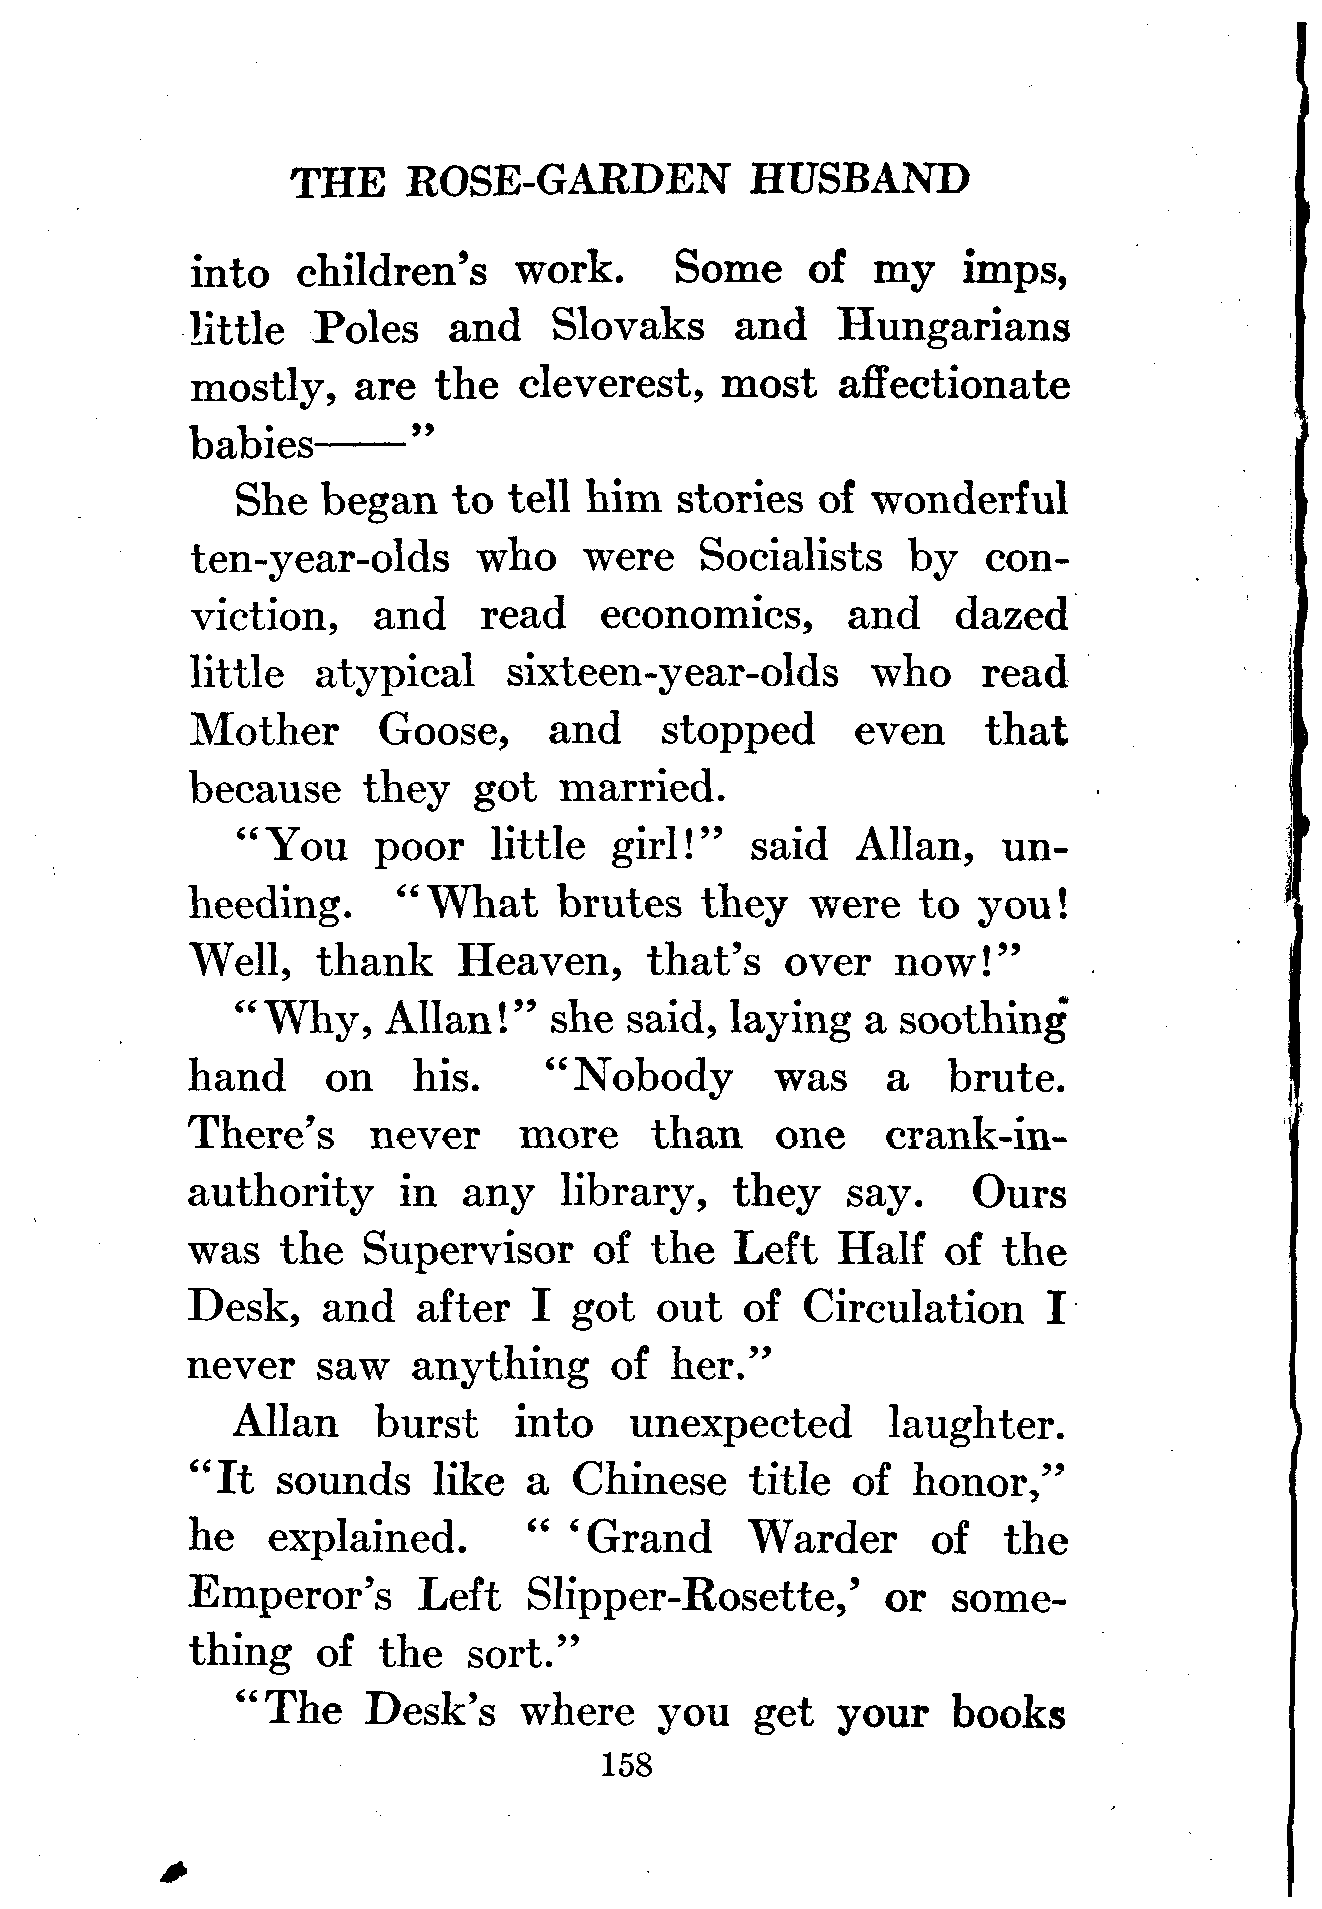 THE ROSE-GARDEN HUSBAND
into children's work. Some of my imps,
little Poles and Slovaks and Hungarians
mostly, are the cleverest, most affectionate
babies——"
She began to tell him stories of wonderful
ten-year-olds who were Socialists by con-
viction, and read economics, and dazed
little atypical sixteen-year-olds who read
Mother Goose, and stopped even that
because they got married.
"You poor little girl!" said Allan, un-
heeding. "What brutes they were to you!
Well, thank Heaven, that's over now!"
"Why, Allan!" she said, laying a soothing
hand on his. "Nobody was a brute.
There's never more than one crank-in-
authority in any library, they say. Ours
was the Supervisor of the Left Half of the
Desk, and after I got out of Circulation I
never saw anything of her."
Allan burst into unexpected laughter.
"It sounds like a Chinese title of honor,"
he explained. " 'Grand Warder of the
Emperor's Left Slipper-Rosette,' or some-
thing of the sort."
"The Desk's where you get your books
158